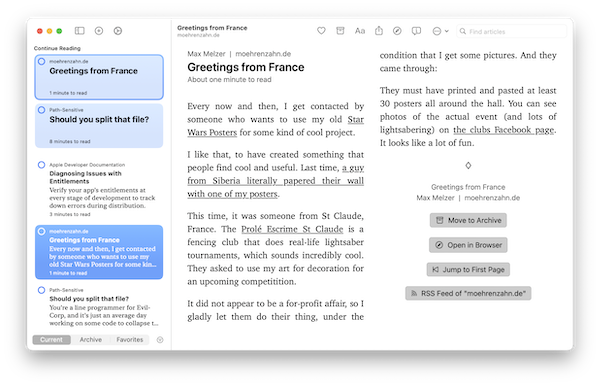 Greetings from France
moehrenzahn.de
Aa
Find articles
Continue Reading
moehrenzahn.de
Greetings from France
1 minute to read
Path-Sensitive
Should you split that file?
8 minutes to read
Apple Developer Documentation
Diagnosing Issues with
Entitlements
Verify your app's entitlements at
every stage of development to track
down errors during distribution.
3 minutes to read
moehrenzahn.de
Greetings from France
Every now and then, I get contacted
by someone who wants to use my
old Star Wars Posters for some kin…
1 minute to read
Path-Sensitive
Should you split that file?
You're a line programmer for Evil-
Corp, and it's just an average day
working on some code to collapse t…
8 minutes to read
Current
Archive
Favorites
Max Melzer | moehrenzahn.de
Greetings from France
About one minute to read
Every now and then, I get contacted by
someone who wants to use my old Star
Wars Posters for some kind of cool project.
I like that, to have created something that
people find cool and useful. Last time, a guy
from Siberia literally papered their wall
with one of my posters.
This time, it was someone from St Claude,
France. The Prolé Escrime St Claude is a
fencing club that does real-life lightsaber
tournaments, which sounds incredibly cool.
They asked to use my art for decoration for
an upcoming competitition.
It did not appear to be a for-profit affair, so I
gladly let them do their thing, under the
condition that I get some pictures. And they
came through:
They must have printed and pasted at least
30 posters all around the hall. You can see
photos of the actual event (and lots of
lightsabering) on the clubs Facebook page.
It looks like a lot of fun.
Greetings from France
Max Melzer | moehrenzahn.de
Move to Archive
Open in Browser
Jump to First Page
RSS Feed of "moehrenzahn.de"